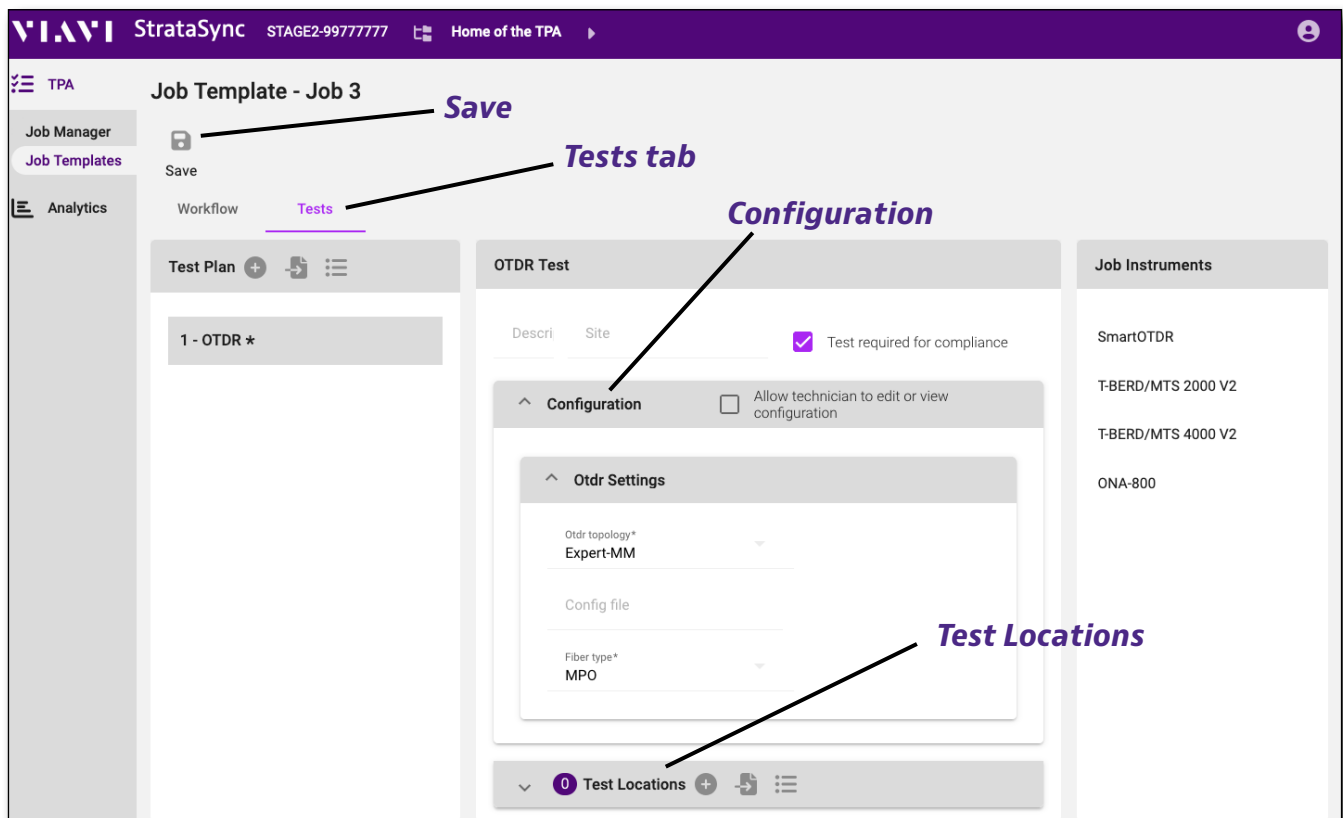 VIAVI StrataSync STAGE2-99777777 Home of the TPA
TPA
Job Manager
Job Templates
Analytics
Job Template - Job 3
Save
Save
Tests tab
Workflow Tests
Configuration
Test Plan
1 - OTDR *
OTDR Test
Descri Site
Test required for compliance
Configuration
Allow technician to edit or view
configuration
Otdr Settings
Otdr topology*
Expert-MM
Config file
Fiber type*
MPO
Test Locations
0 Test Locations
Job Instruments
SmartOTDR
T-BERD/MTS 2000 V2
T-BERD/MTS 4000 V2
ONA-800